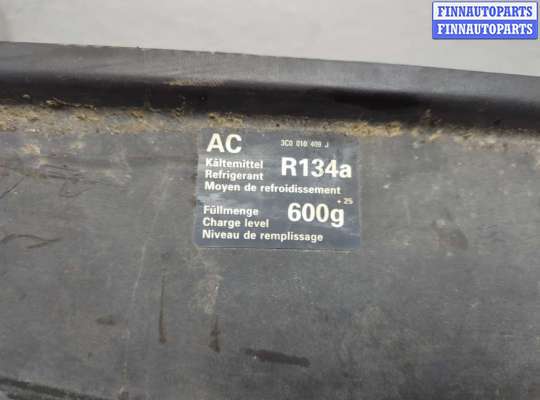 FINNAUTOPARTS
FINNAUTOPARTS
AC 3C0 010 409 J
Kältemittel
Refrigerant R134a
Moyen de refroidissement
Füllmenge 600g + 25
Charge level
Niveau de remplissage